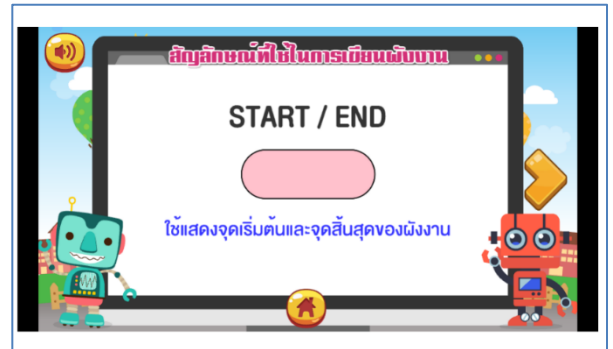 สัญลักษณ์ที่ใช้ในการเขียนผังงาน
START / END
ใช้แสดงจุดเริ่มต้นและจุดสิ้นสุดของผังงาน